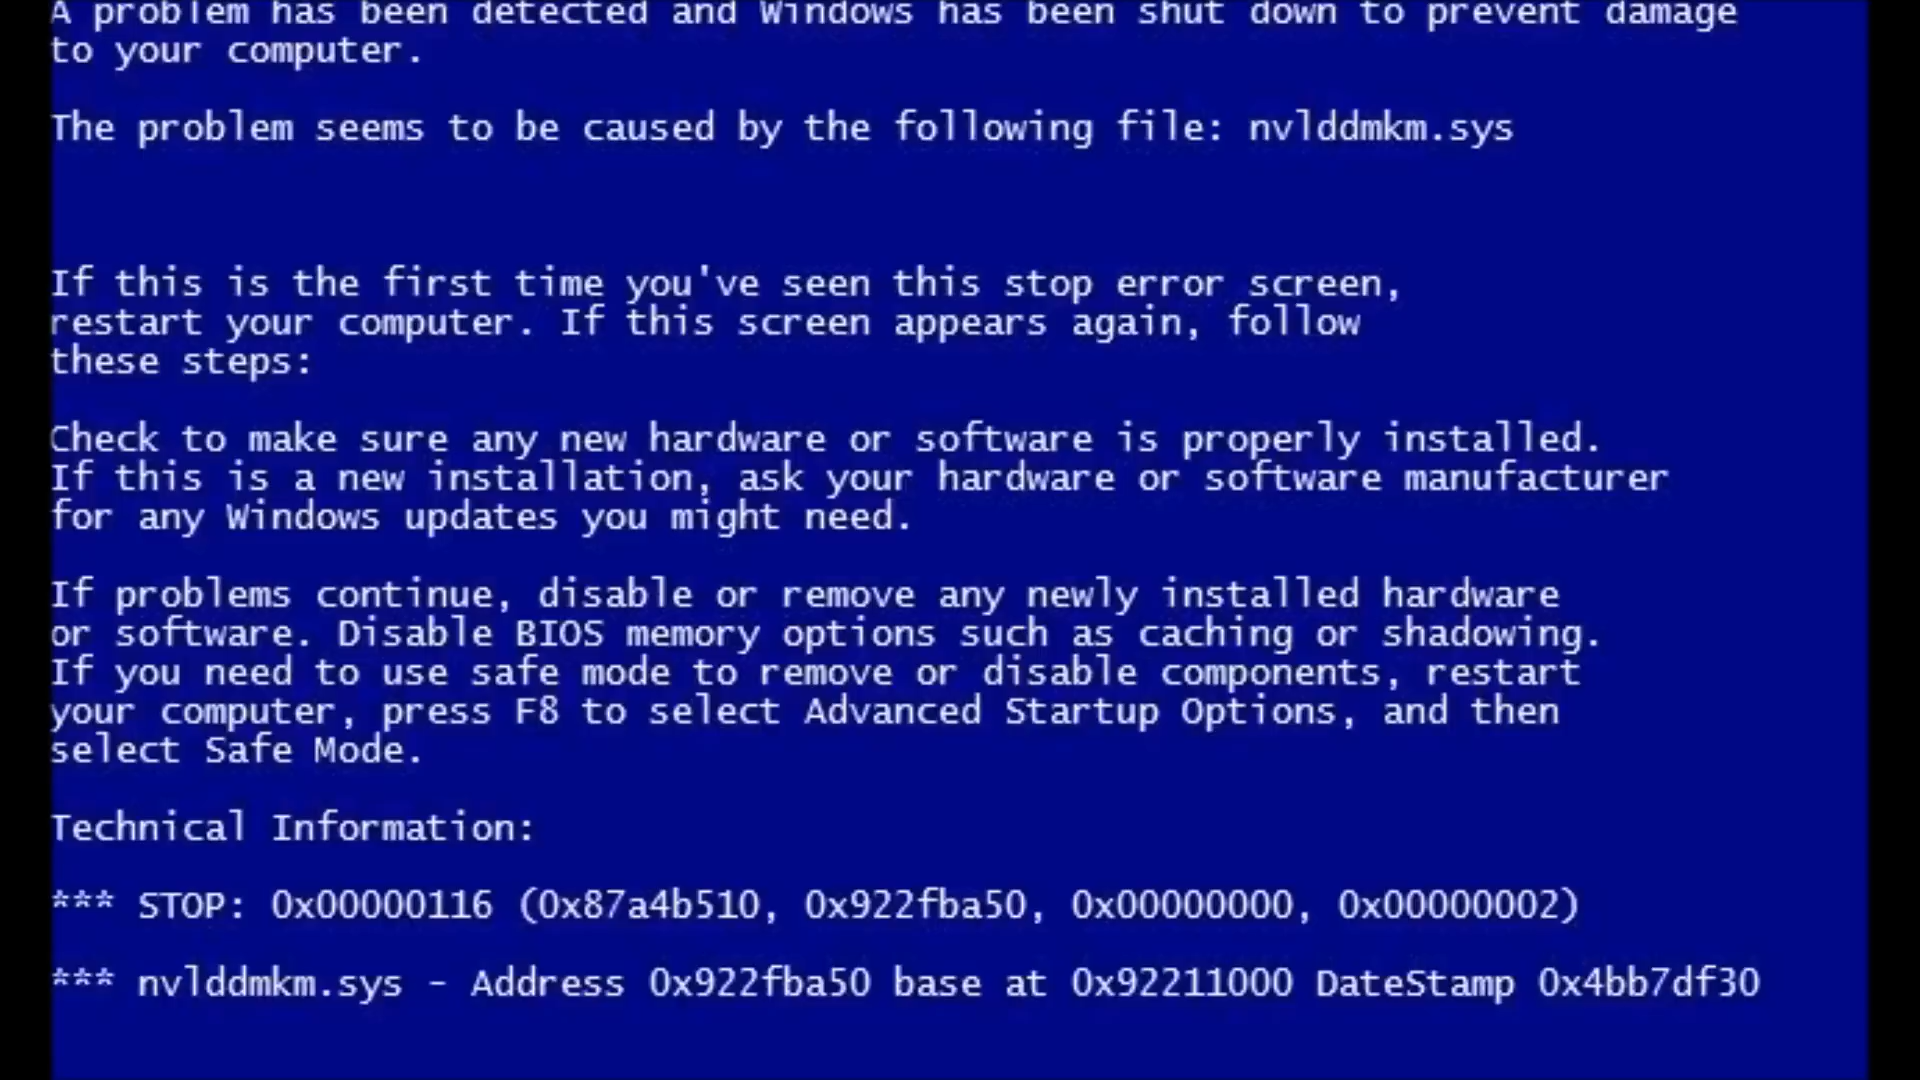 A problem has been detected and Windows has been shut down to prevent damage
to your computer.
The problem seems to be caused by the following file: nvlddmkm.sys
If this is the first time you've seen this stop error screen,
restart your computer. If this screen appears again, follow
these steps:
Check to make sure any new hardware or software is properly installed.
If this is a new installation, ask your hardware or software manufacturer
for any Windows updates you might need.
If problems continue, disable or remove any newly installed hardware
or software. Disable BIOS memory options such as caching or shadowing.
If you need to use safe mode to remove or disable components, restart
your computer, press F8 to select Advanced Startup Options, and then
select Safe Mode.
Technical Information:
*** STOP: 0x00000116 (0x87a4b510, 0x922fba50, 0x00000000, 0x00000002)
*** nvlddmkm.sys - Address 0x922fba50 base at 0x92211000 DateStamp 0x4bb7df30